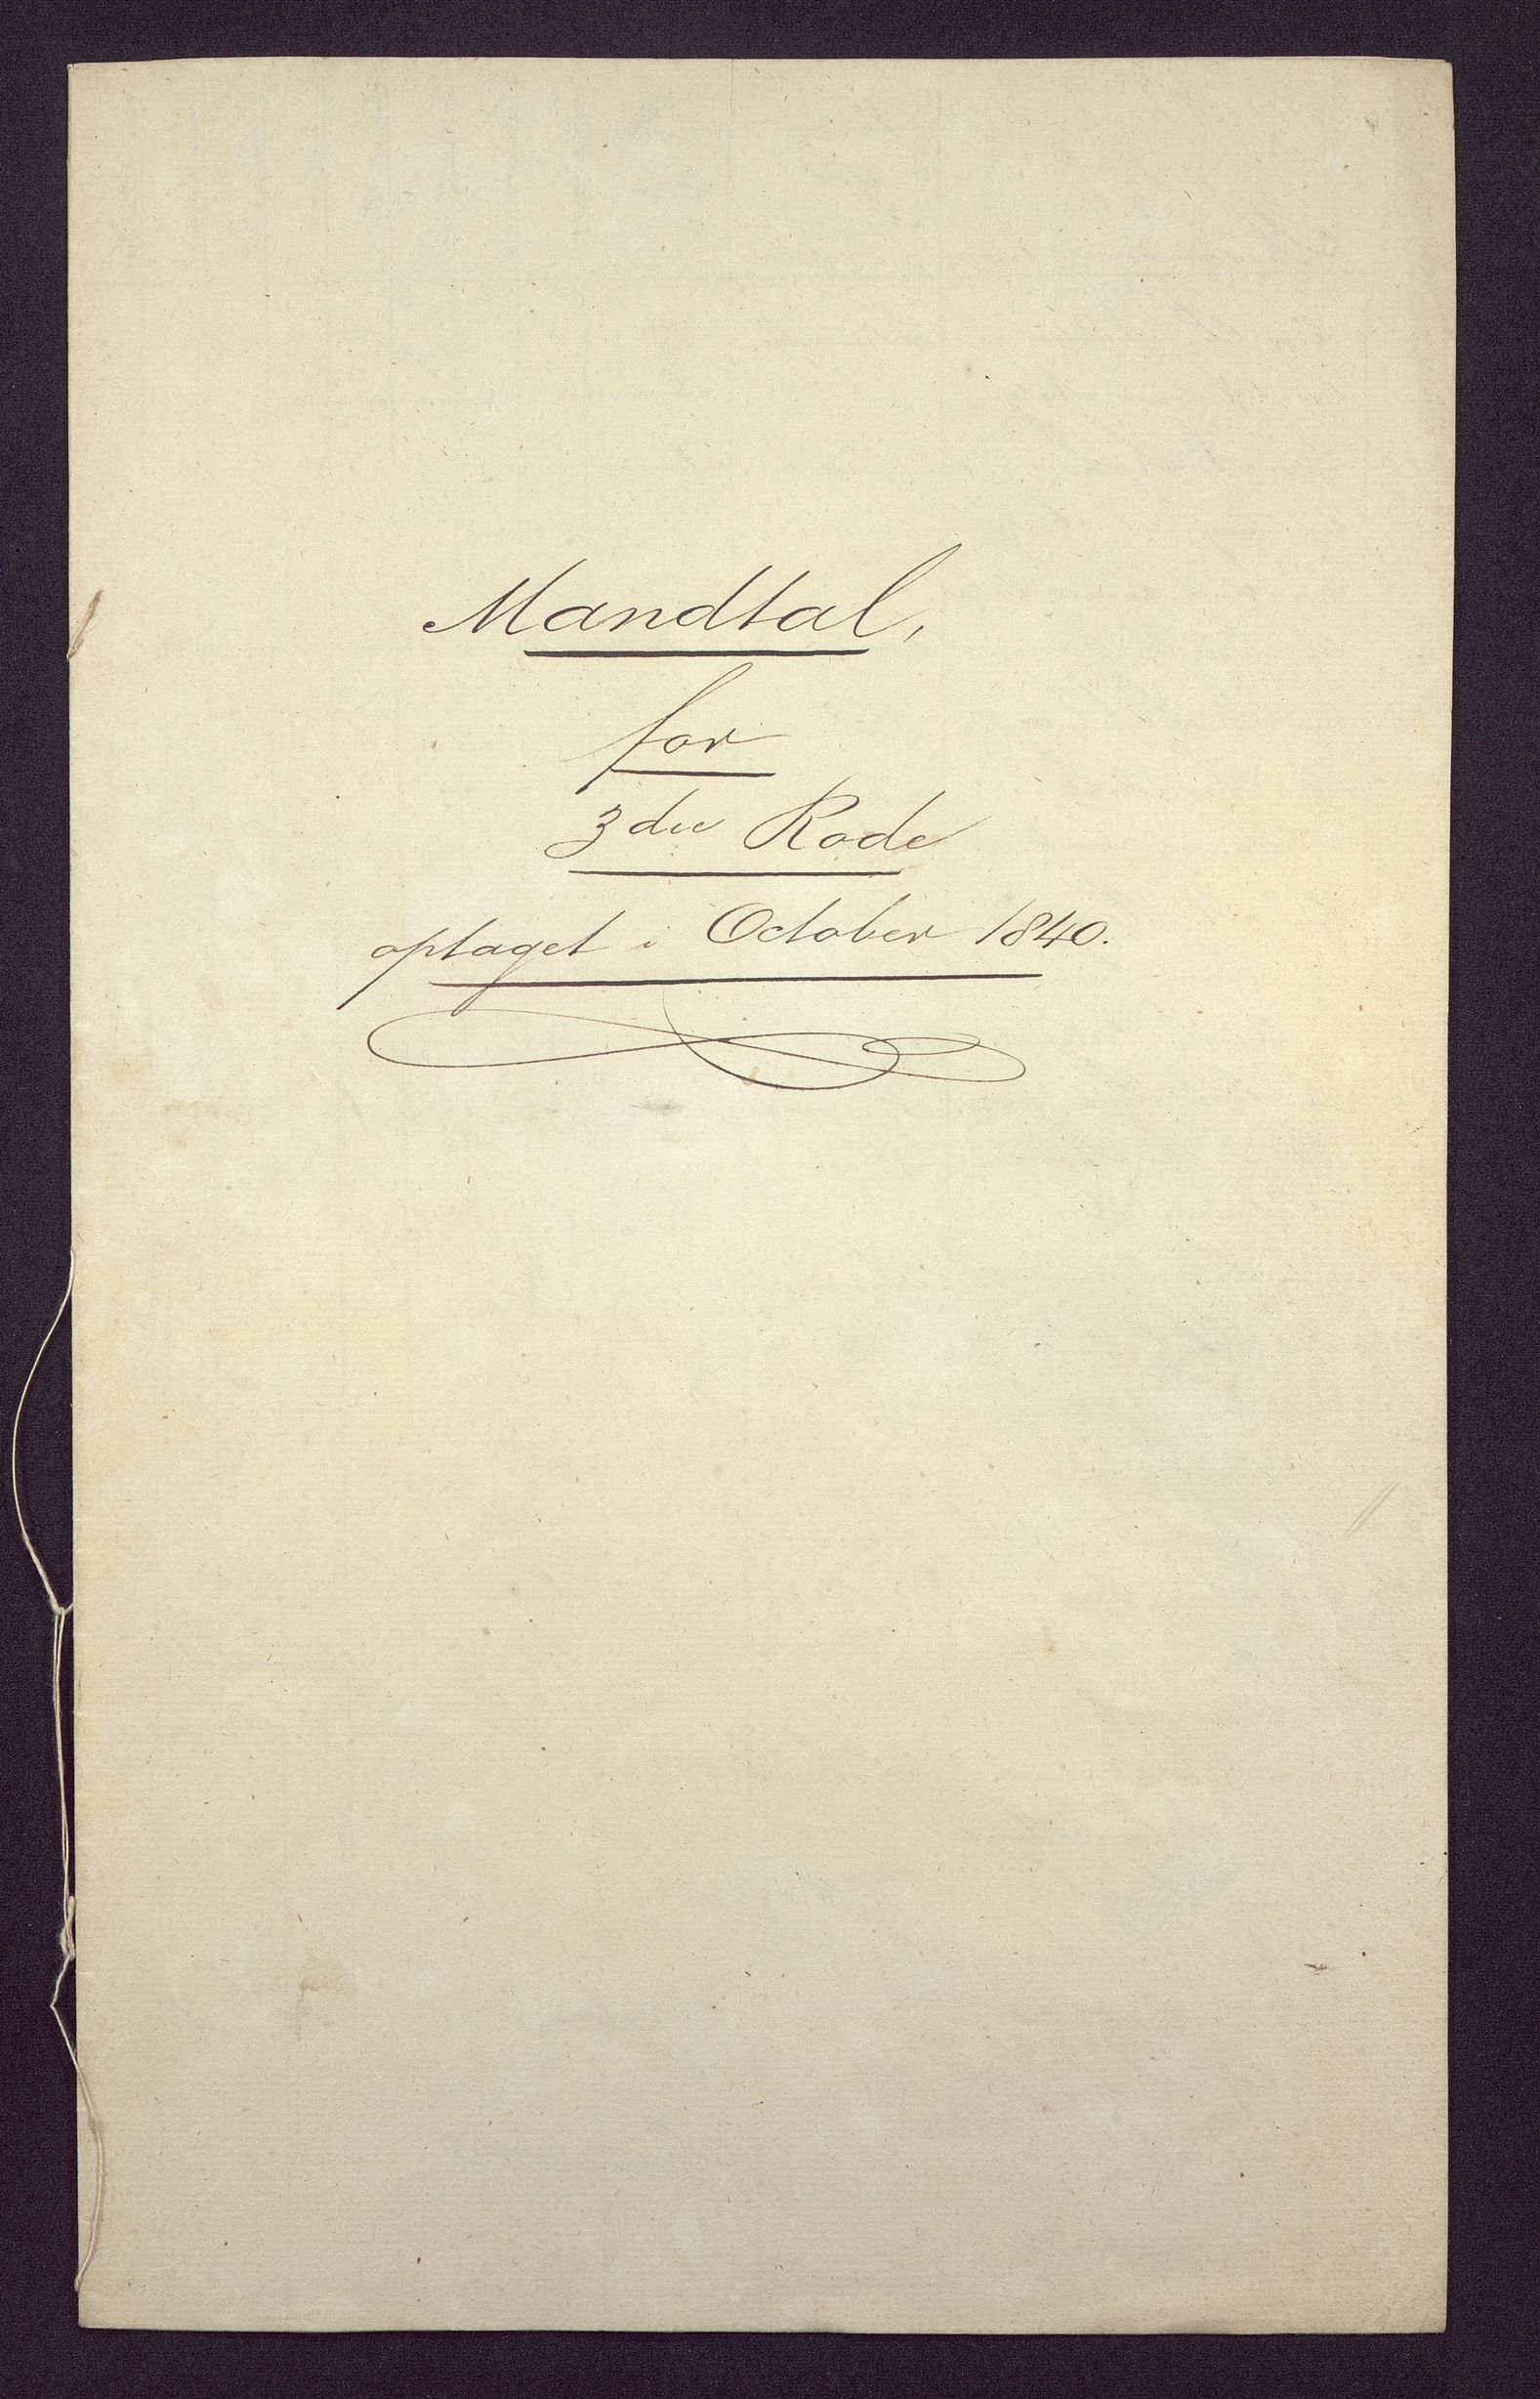 Mandtal,
for
3die Rode
optaget i October 1840.